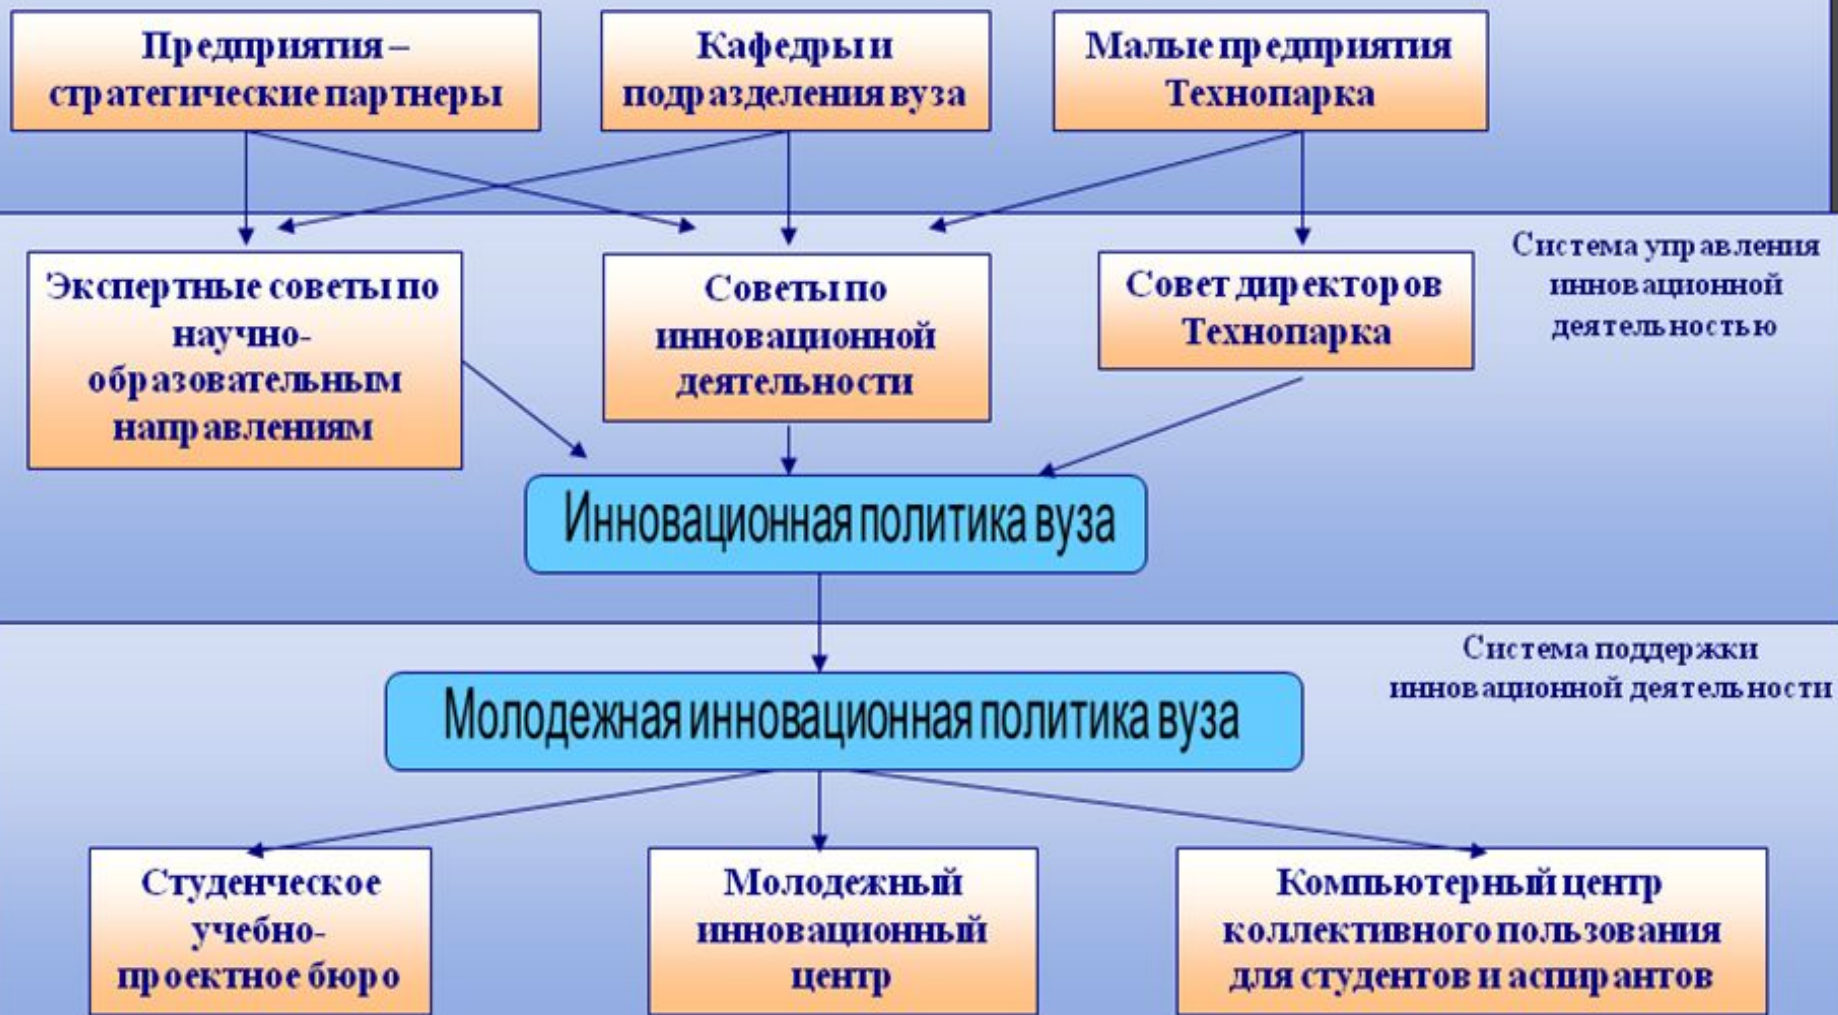 Предприятия –
стратегические партнеры
Кафедры и
подразделения вуза
Малые предприятия
Технопарка
Экспертные советы по
научно-
образовательным
направлениям
Советы по
инновационной
деятельности
Совет директоров
Технопарка
Система управления
инновационной
деятельностью
Инновационная политика вуза
Система поддержки
инновационной деятельности
Молодежная инновационная политика вуза
Студенческое
учебно-
проектное бюро
Молодежный
инновационный
центр
Компьютерный центр
коллективного пользования
для студентов и аспирантов